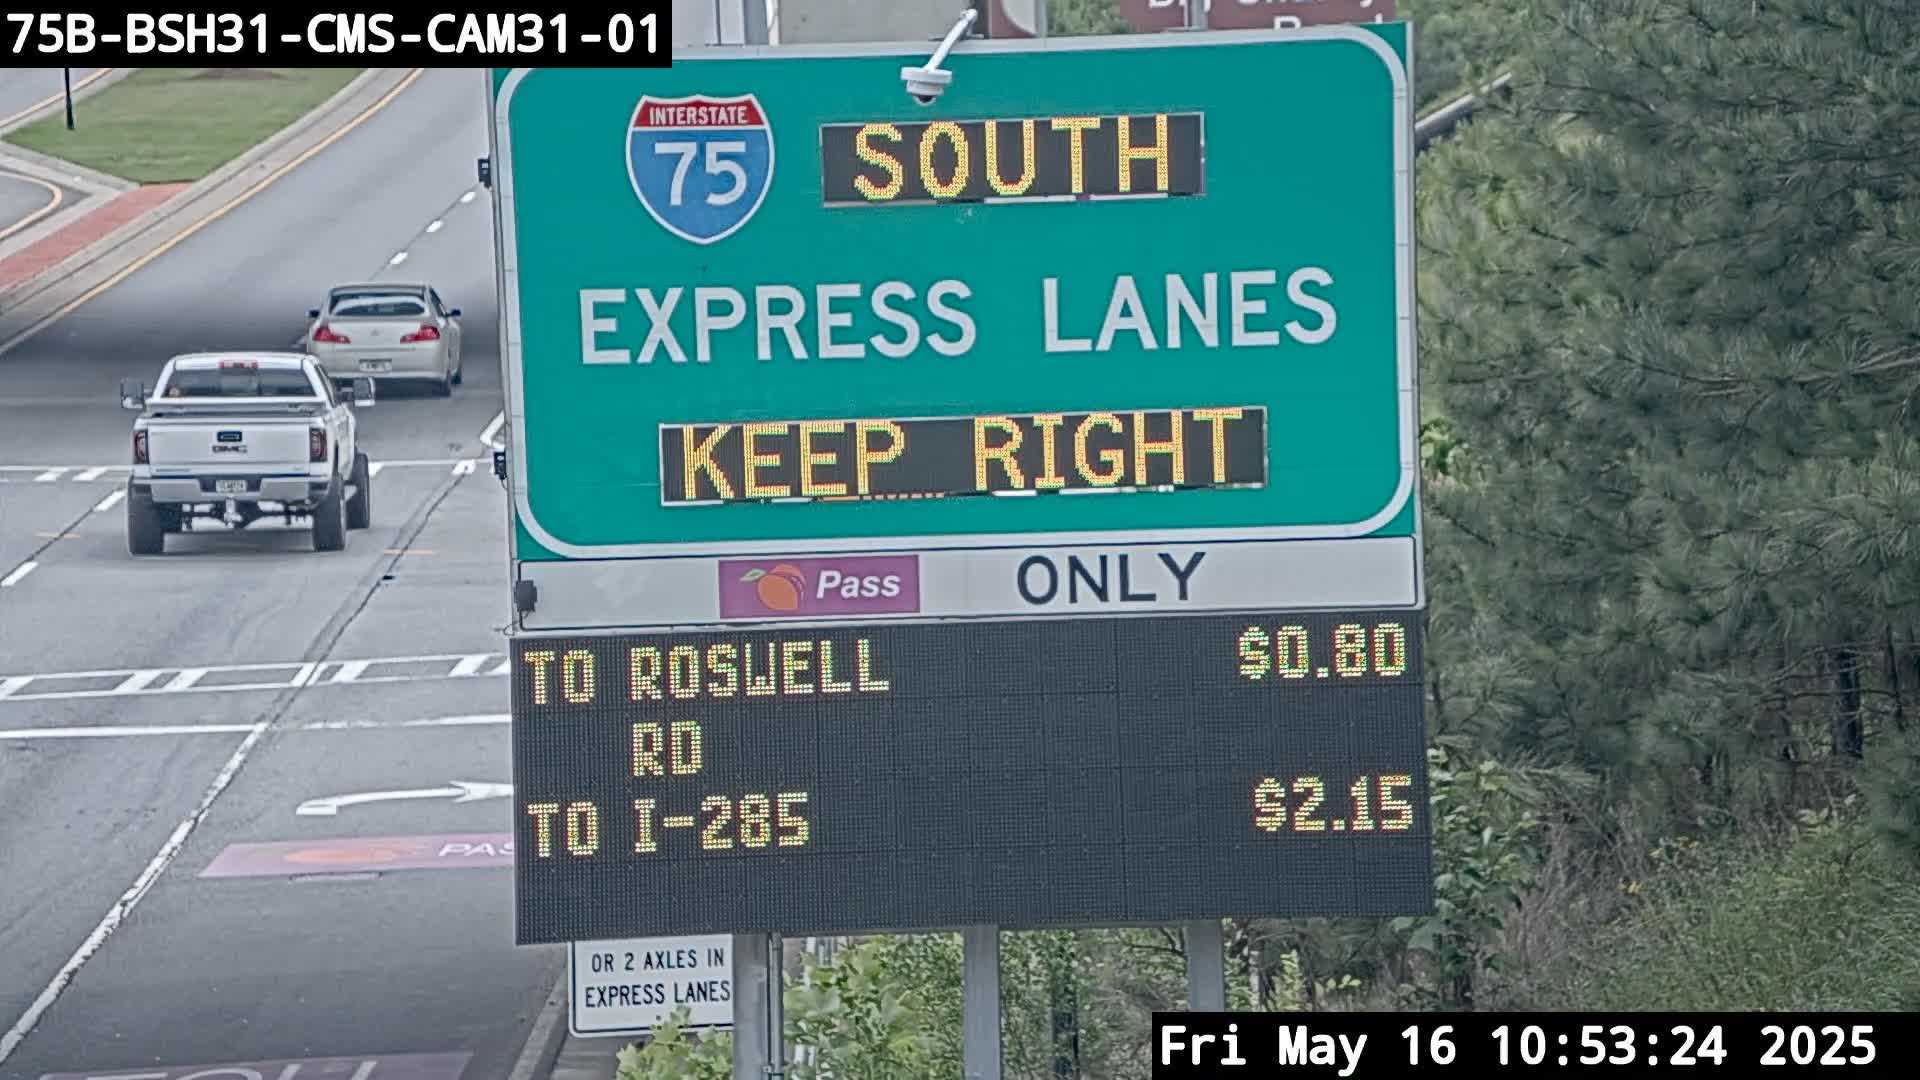 75B-BSH31-CMS-CAM31-01
INTERSTATE
75
SOUTH
EXPRESS LANES
KEEP RIGHT
Pass ONLY
TO ROSWELL $0.80
RD
TO I-285 $2.15
OR 2 AXLES IN
EXPRESS LANES
GMC
Fri May 16 10:53:24 2025